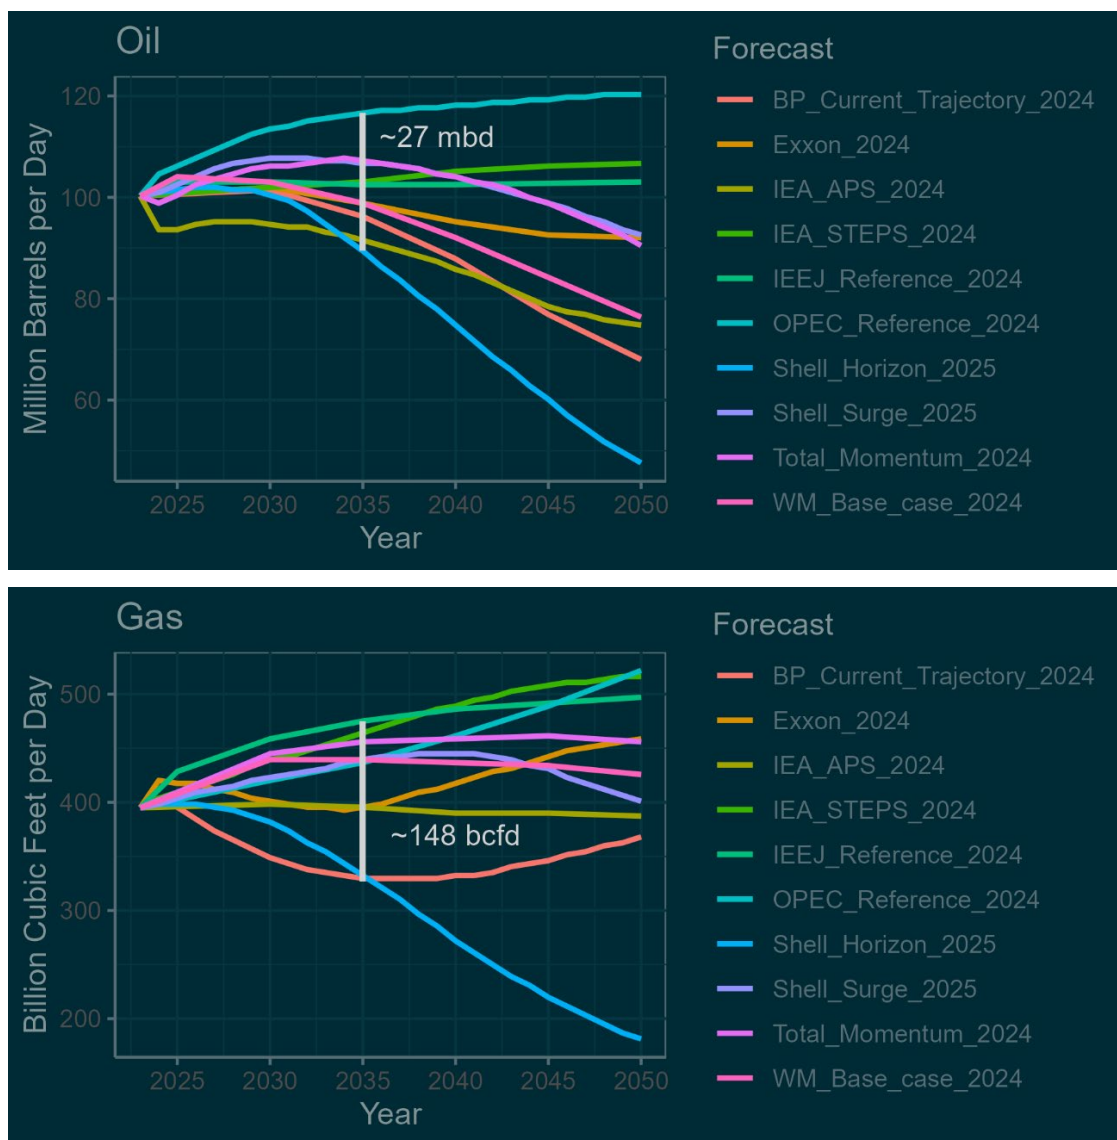 Oil
Million Barrels per Day
120
100
80
60
~27 mbd
2025 2030 2035 2040 2045 2050
Year
Forecast
BP_Current_Trajectory_2024
Exxon_2024
IEA_APS_2024
IEA_STEPS_2024
IEEJ_Reference_2024
OPEC_Reference_2024
Shell_Horizon_2025
Shell_Surge_2025
Total_Momentum_2024
WM_Base_case_2024
Gas
Billion Cubic Feet per Day
500
400
300
200
~148 bcfd
2025 2030 2035 2040 2045 2050
Year
Forecast
BP_Current_Trajectory_2024
Exxon_2024
IEA_APS_2024
IEA_STEPS_2024
IEEJ_Reference_2024
OPEC_Reference_2024
Shell_Horizon_2025
Shell_Surge_2025
Total_Momentum_2024
WM_Base_case_2024